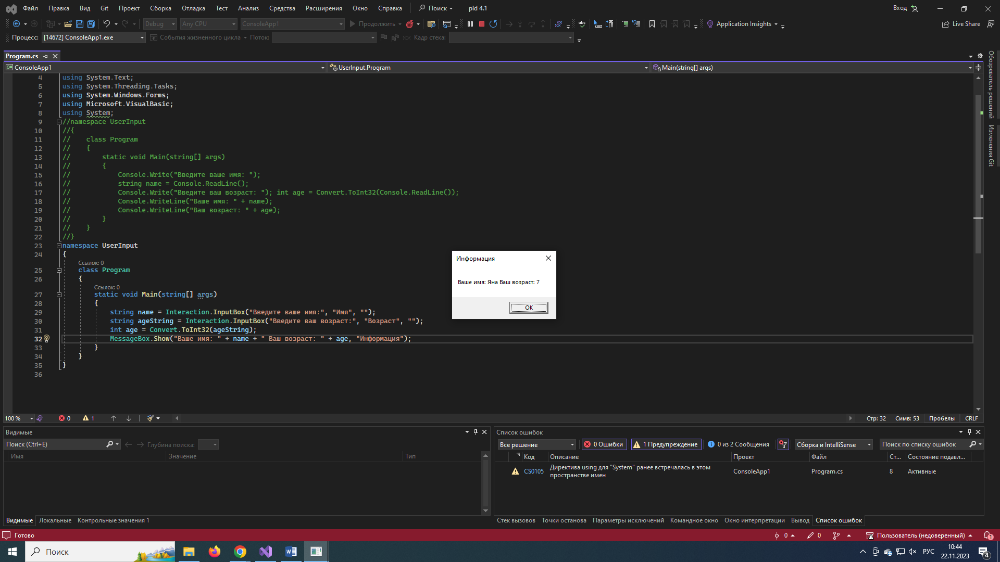 Файл Правка Вид Git Проект Сборка Отладка Тест Анализ Средства Расширения Окно Справка Поиск pid 4.1 Вход
Debug Any CPU ConsoleApp1 Продолжить Application Insights Live Share
Процесс: [14672] ConsoleApp1.exe События жизненного цикла Поток: Кадр стека:
Program.cs
ConsoleApp1 UserInput.Program Main(string[] args)
Обозреватель решений
Изменения Git
4 using System.Text;
5 using System.Threading.Tasks;
6 using System.Windows.Forms;
7 using Microsoft.VisualBasic;
8 using System;
9 //namespace UserInput
10 //{
11 //    class Program
12 //    {
13 //        static void Main(string[] args)
14 //        {
15 //            Console.Write("Введите ваше имя: ");
16 //            string name = Console.ReadLine();
17 //            Console.Write("Введите ваш возраст: "); int age = Convert.ToInt32(Console.ReadLine());
18 //            Console.WriteLine("Ваше имя: " + name);
19 //            Console.WriteLine("Ваш возраст: " + age);
20 //        }
21 //    }
22 //}
23 namespace UserInput
24 {
Ссылок: 0
25 class Program
26 {
Ссылок: 0
27 static void Main(string[] args)
28 {
29 string name = Interaction.InputBox("Введите ваше имя:", "Имя", "");
30 string ageString = Interaction.InputBox("Введите ваш возраст:", "Возраст", "");
31 int age = Convert.ToInt32(ageString);
32 MessageBox.Show("Ваше имя: " + name + " Ваш возраст: " + age, "Информация");
33 }
34 }
35 }
36
Информация
Ваше имя: Яна Ваш возраст: 7
OK
100 % 0 1 Стр: 32 Симв: 53 Пробелы CRLF
Видимые
Поиск (Ctrl+E) Глубина поиска:
Имя Значение Тип
Видимые Локальные Контрольные значения 1
Список ошибок
Все решение 0 Ошибки 1 Предупреждение 0 из 2 Сообщения Сборка и IntelliSense Поиск по списку ошибок
Код Описание Проект Файл Ст... Состояние подавл...
CS0105 Директива using для "System" ранее встречалась в этом пространстве имен ConsoleApp1 Program.cs 8 Активные
Стек вызовов Точки останова Параметры исключений Командное окно Окно интерпретации Вывод Список ошибок
Готово 0 0 Пользователь (недоверенный) 1
Поиск РУС 10:44
22.11.2023 4